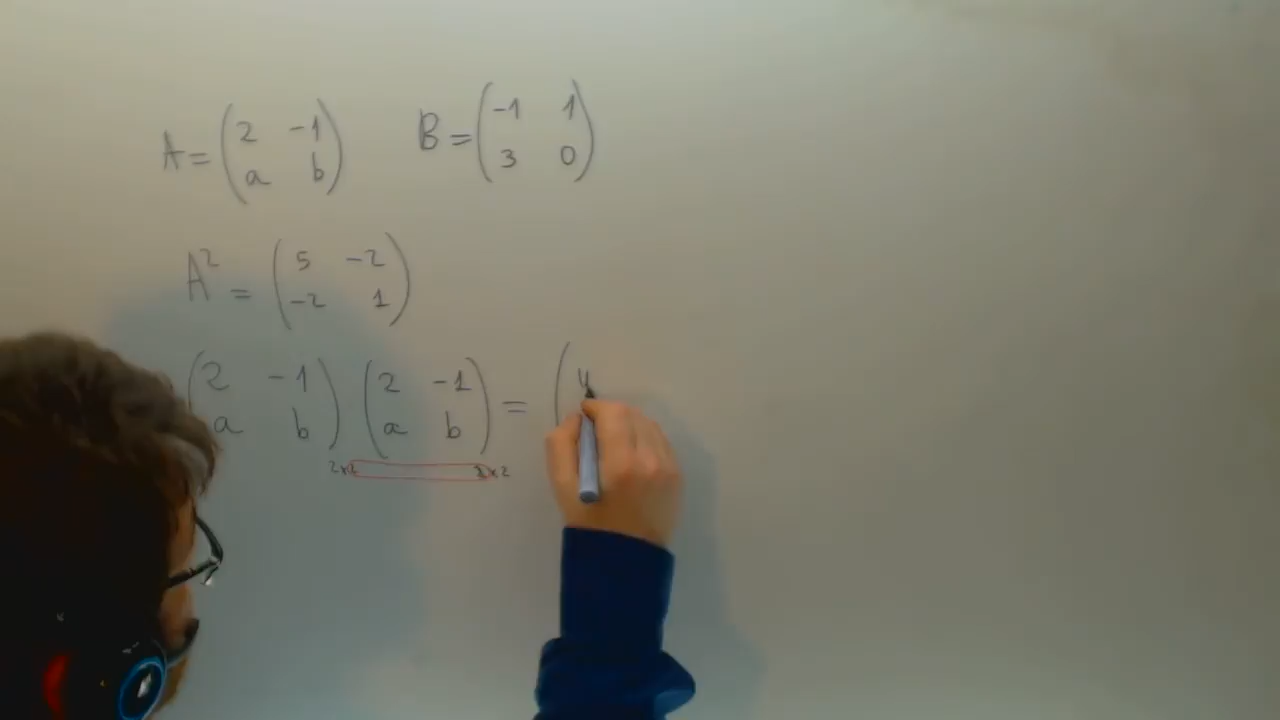 A = ( 2 -1 a b ) B = ( -1 1 3 0 )
A² = ( 5 -2 -2 1 )
( 2 -1 a b ) ( 2 -1 a b ) = ( 4
2x2 2x2